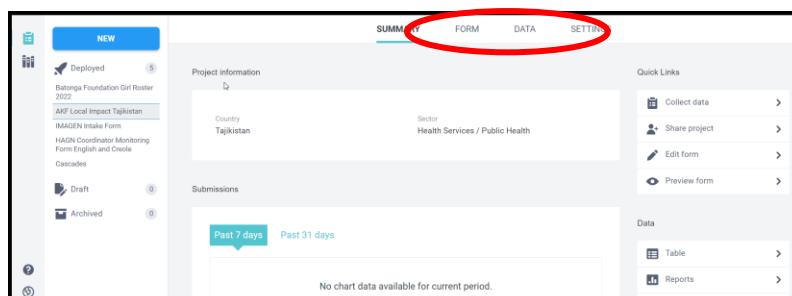 SUMMARY FORM DATA SETTINGS
NEW
Deployed 5
Batonga Foundation Girl Roster
2022
AKF Local Impact Tajikistan
IMAGEN Intake Form
HAGN Coordinator Monitoring
Form English and Creole
Cascades
Draft 0
Archived 0
Project information
Country
Tajikistan
Sector
Health Services / Public Health
Submissions
Past 7 days Past 31 days
No chart data available for current period.
Quick Links
Collect data
Share project
Edit form
Preview form
Data
Table
Reports